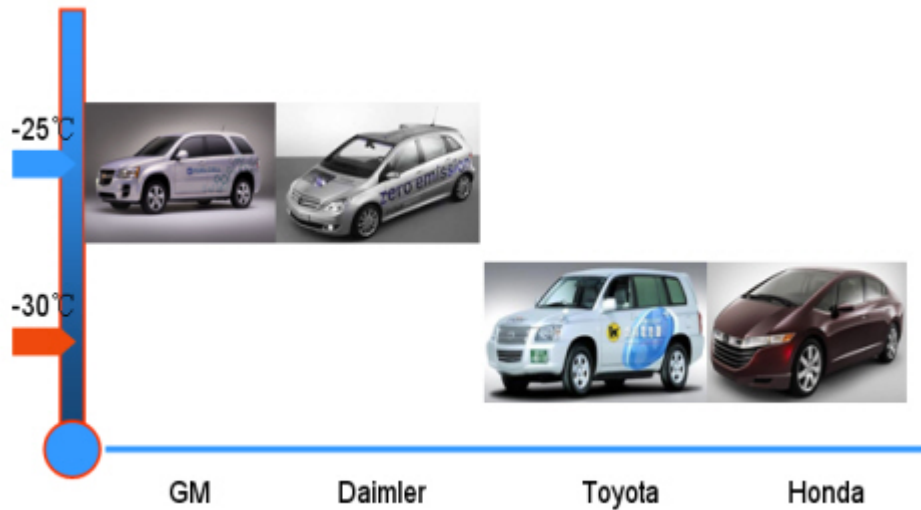 -25℃
zero emission
-30℃
GM
Daimler
Toyota
Honda